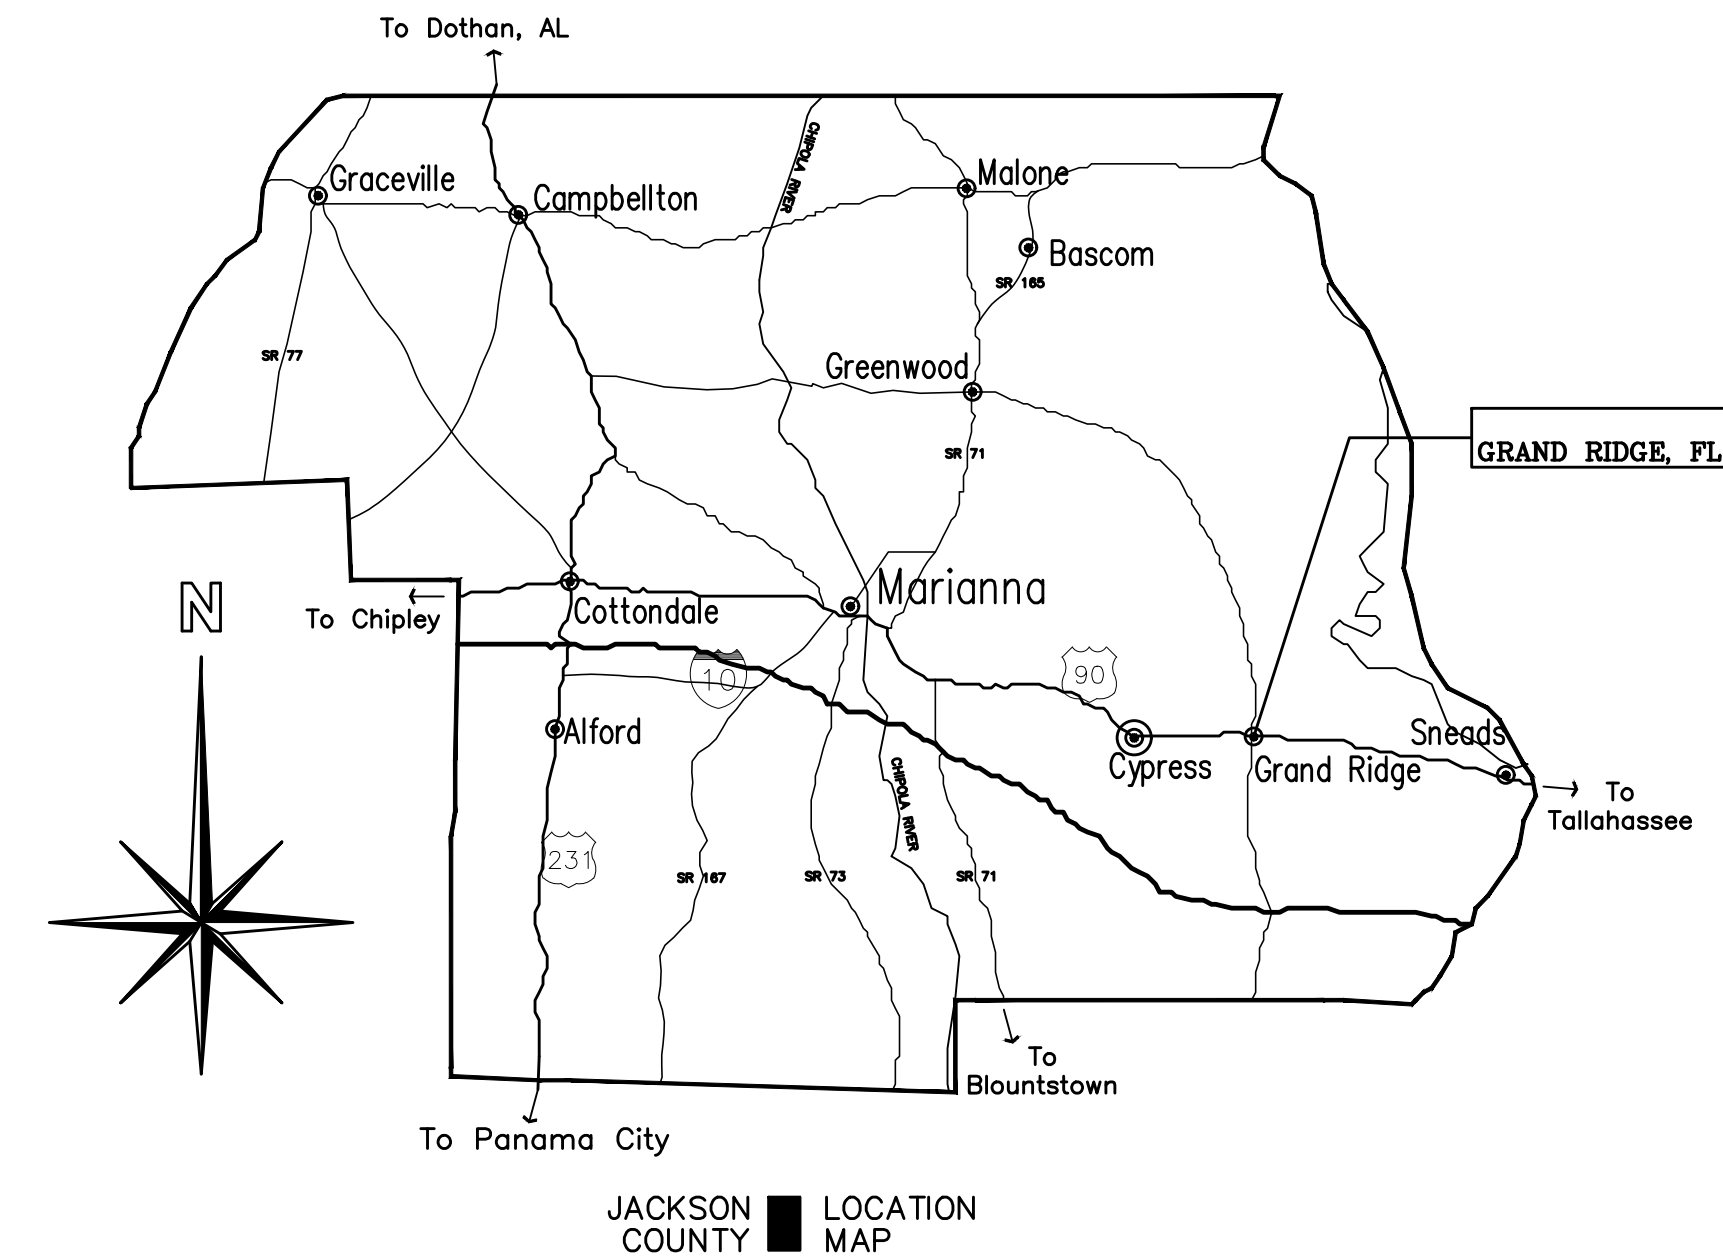 To Dothan, AL
CHIPOLA RIVER
Malone
Graceville
Campbellton
Bascom
SR 165
SR 77
Greenwood
SR 71
GRAND RIDGE, FL
Marianna
N
Cottondale
To Chipley
10
90
Alford
Sneads
Cypress
Grand Ridge
CHIPOLA RIVER
To
Tallahassee
231
SR 167
SR 73
SR 71
To
Blountstown
To Panama City
JACKSON LOCATION
COUNTY MAP